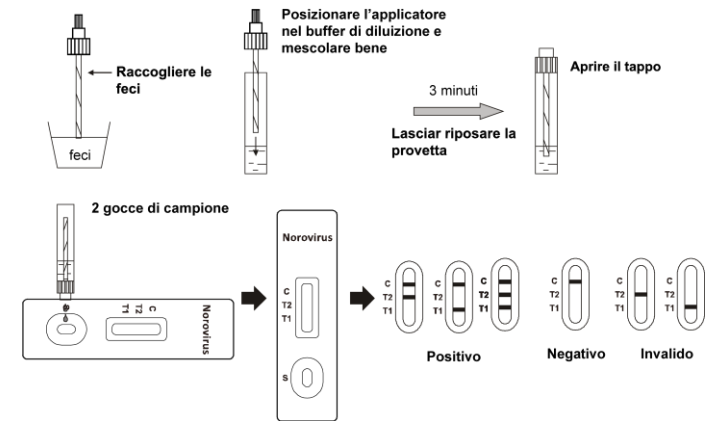 Posizionare l’applicatore
nel buffer di diluizione e
mescolare bene
Raccogliere le
feci
feci
3 minuti
Lasciar riposare la
provetta
Aprire il tappo
2 gocce di campione
T1
T2
C
Norovirus
Norovirus
C
T2
T1
S
C
T2
T1
C
T2
T1
C
T2
T1
Positivo
C
T2
T1
Negativo
C
T2
T1
C
T2
T1
Invalido